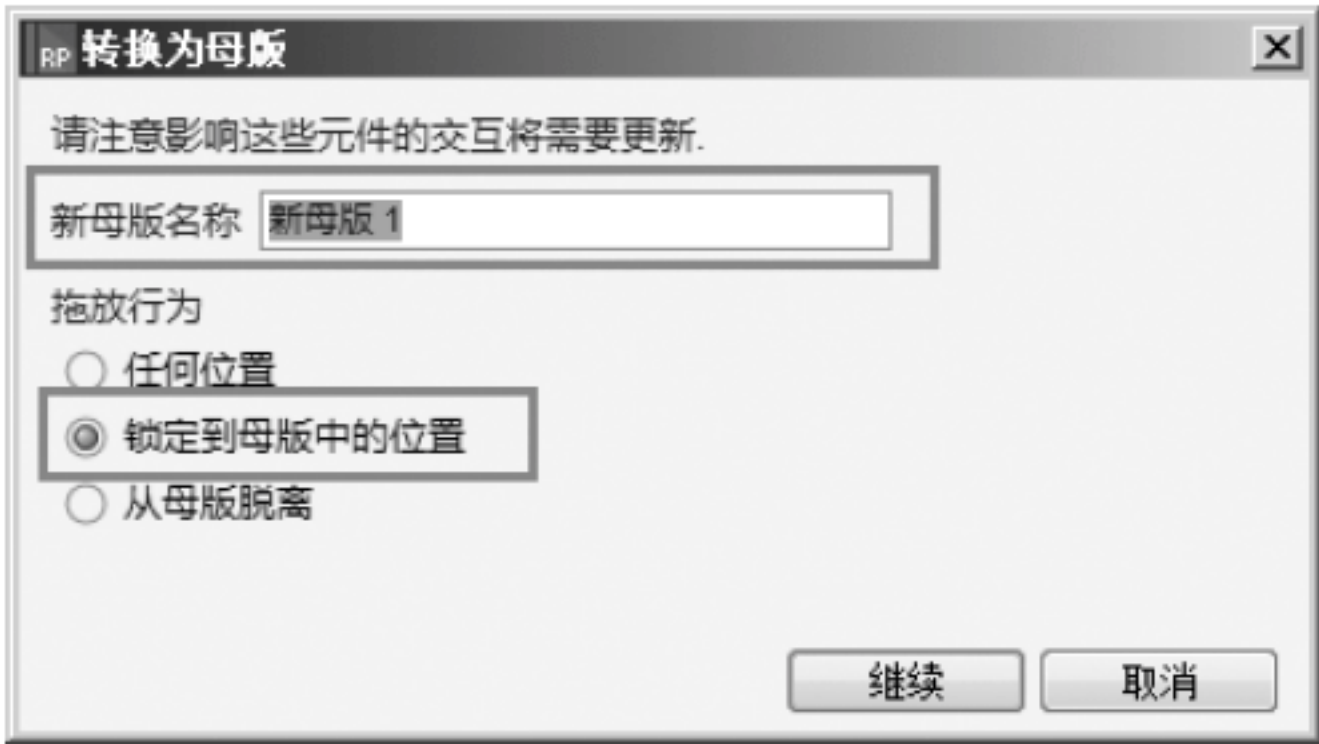 RP 转换为母版
请注意影响这些元件的交互将需要更新.
新母版名称 新母版 1
拖放行为
任何位置
锁定到母版中的位置
从母版脱离
继续 取消